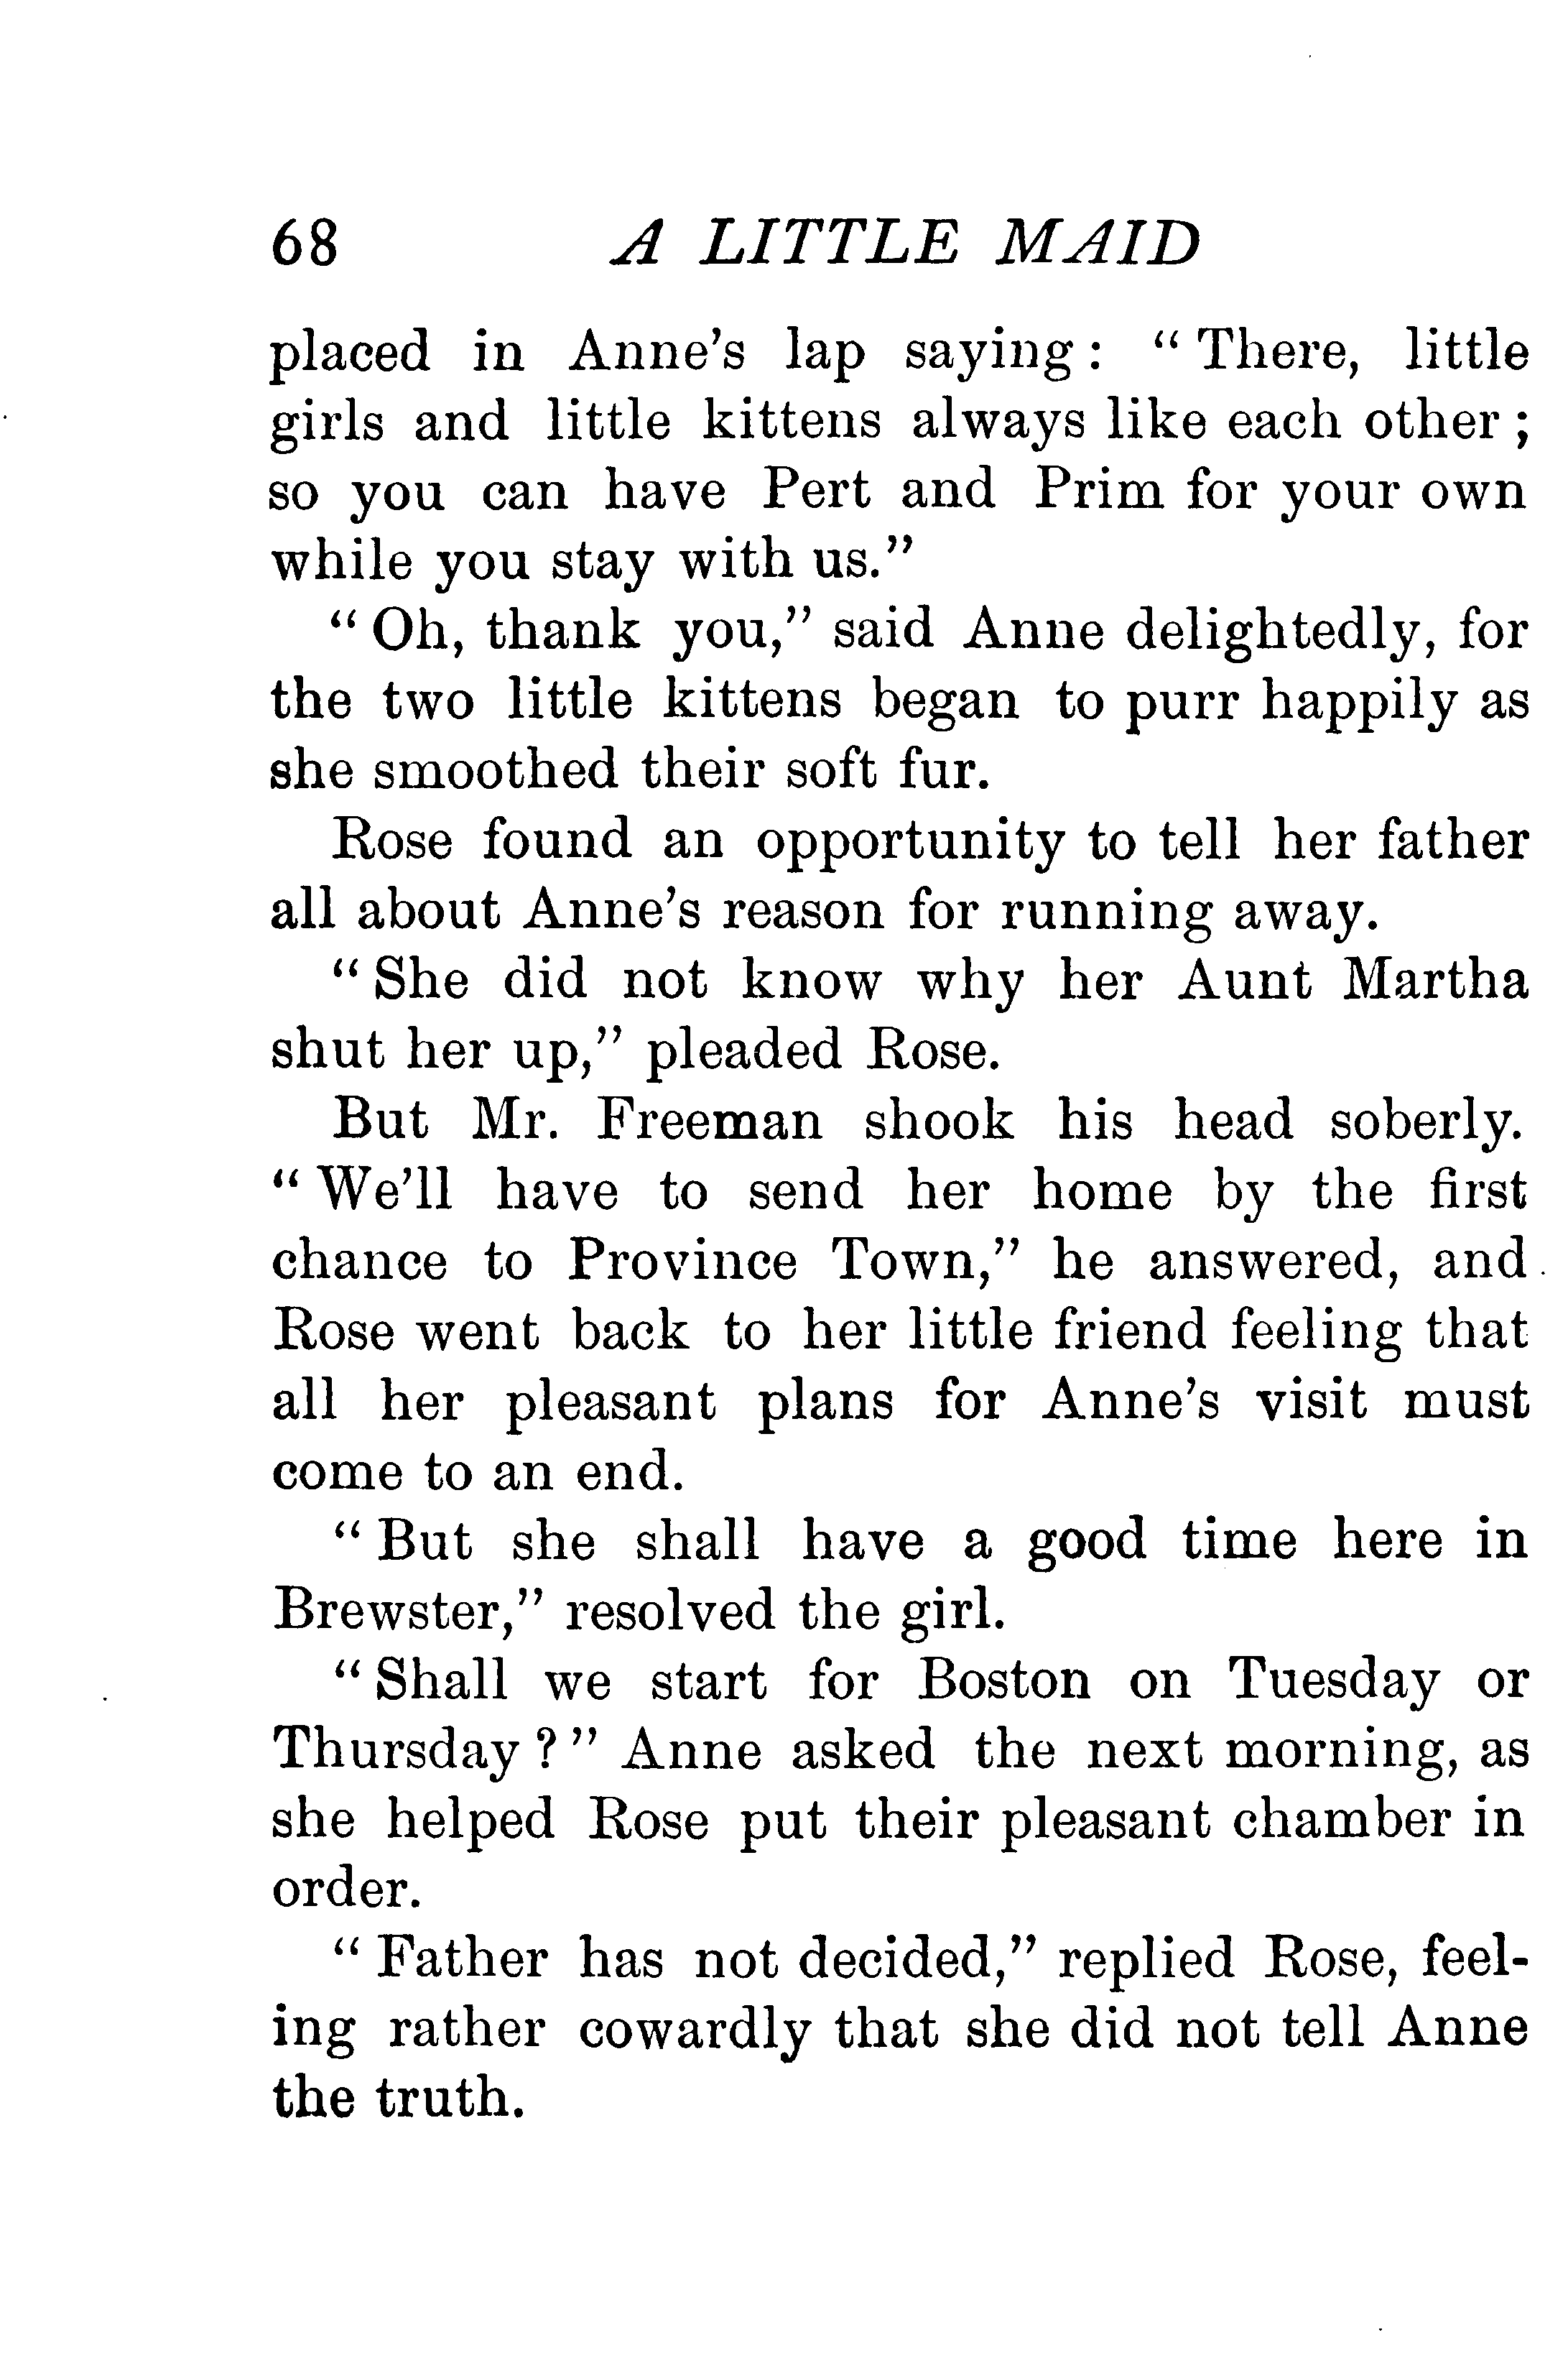 68 A LITTLE MAID
placed in Anne's lap saying: "There, little
girls and little kittens always like each other;
so you can have Pert and Prim for your own
while you stay with us."
"Oh, thank you," said Anne delightedly, for
the two little kittens began to purr happily as
she smoothed their soft fur.
Rose found an opportunity to tell her father
all about Anne's reason for running away.
"She did not know why her Aunt Martha
shut her up," pleaded Rose.
But Mr. Freeman shook his head soberly.
"We'll have to send her home by the first
chance to Province Town," he answered, and
Rose went back to her little friend feeling that
all her pleasant plans for Anne's visit must
come to an end.
"But she shall have a good time here in
Brewster," resolved the girl.
"Shall we start for Boston on Tuesday or
Thursday?" Anne asked the next morning, as
she helped Rose put their pleasant chamber in
order.
"Father has not decided," replied Rose, feel-
ing rather cowardly that she did not tell Anne
the truth.